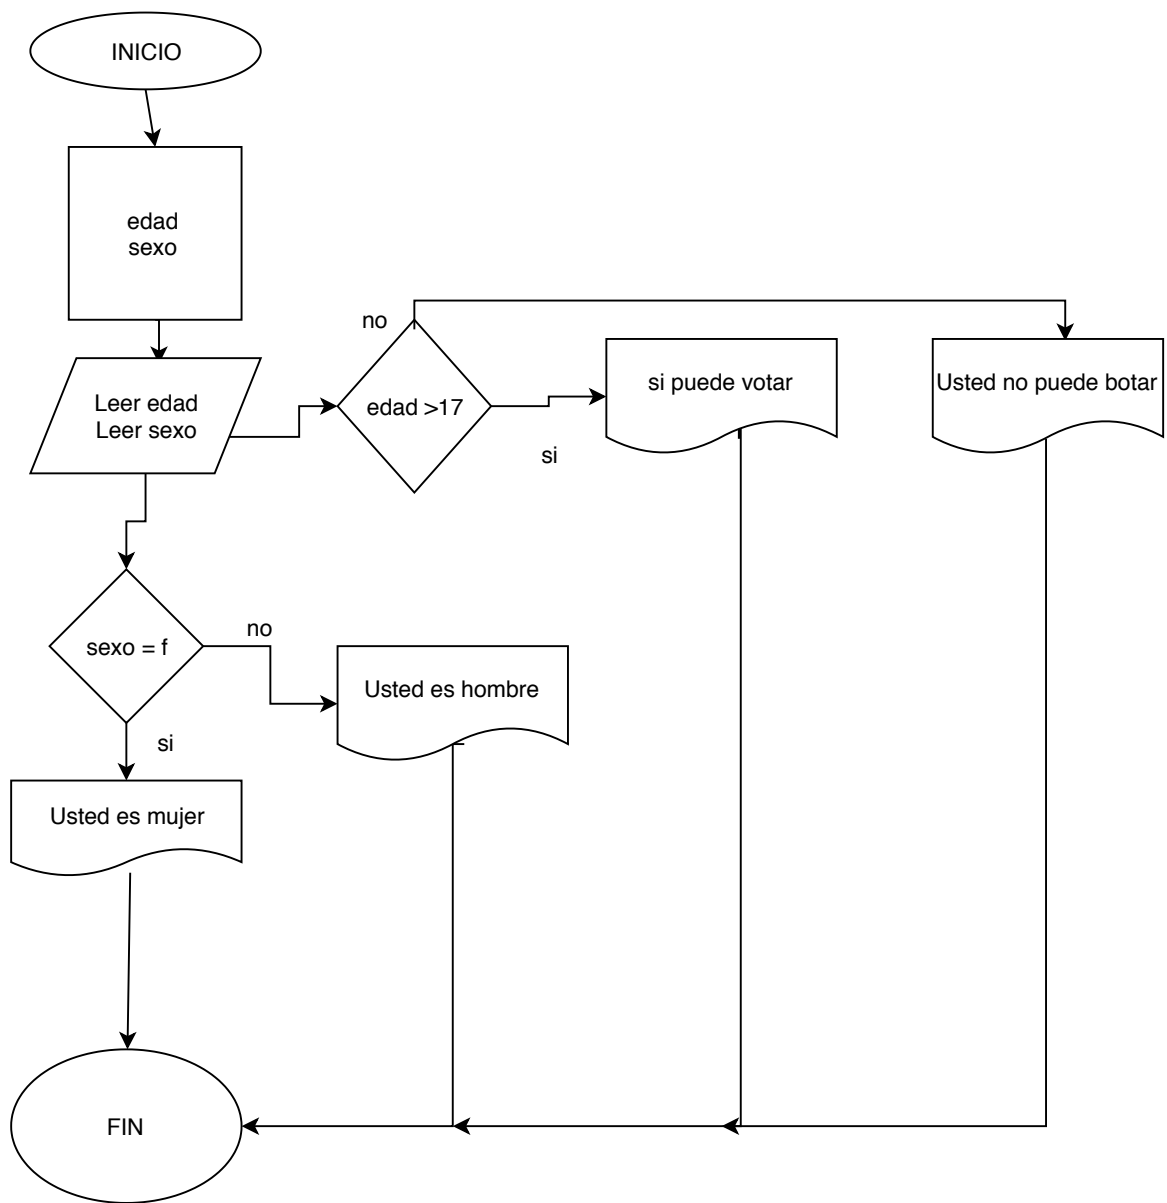 INICIO
edad
sexo
Leer edad
Leer sexo
no
edad >17
si
si puede votar
Usted no puede botar
sexo = f
no
Usted es hombre
si
Usted es mujer
FIN